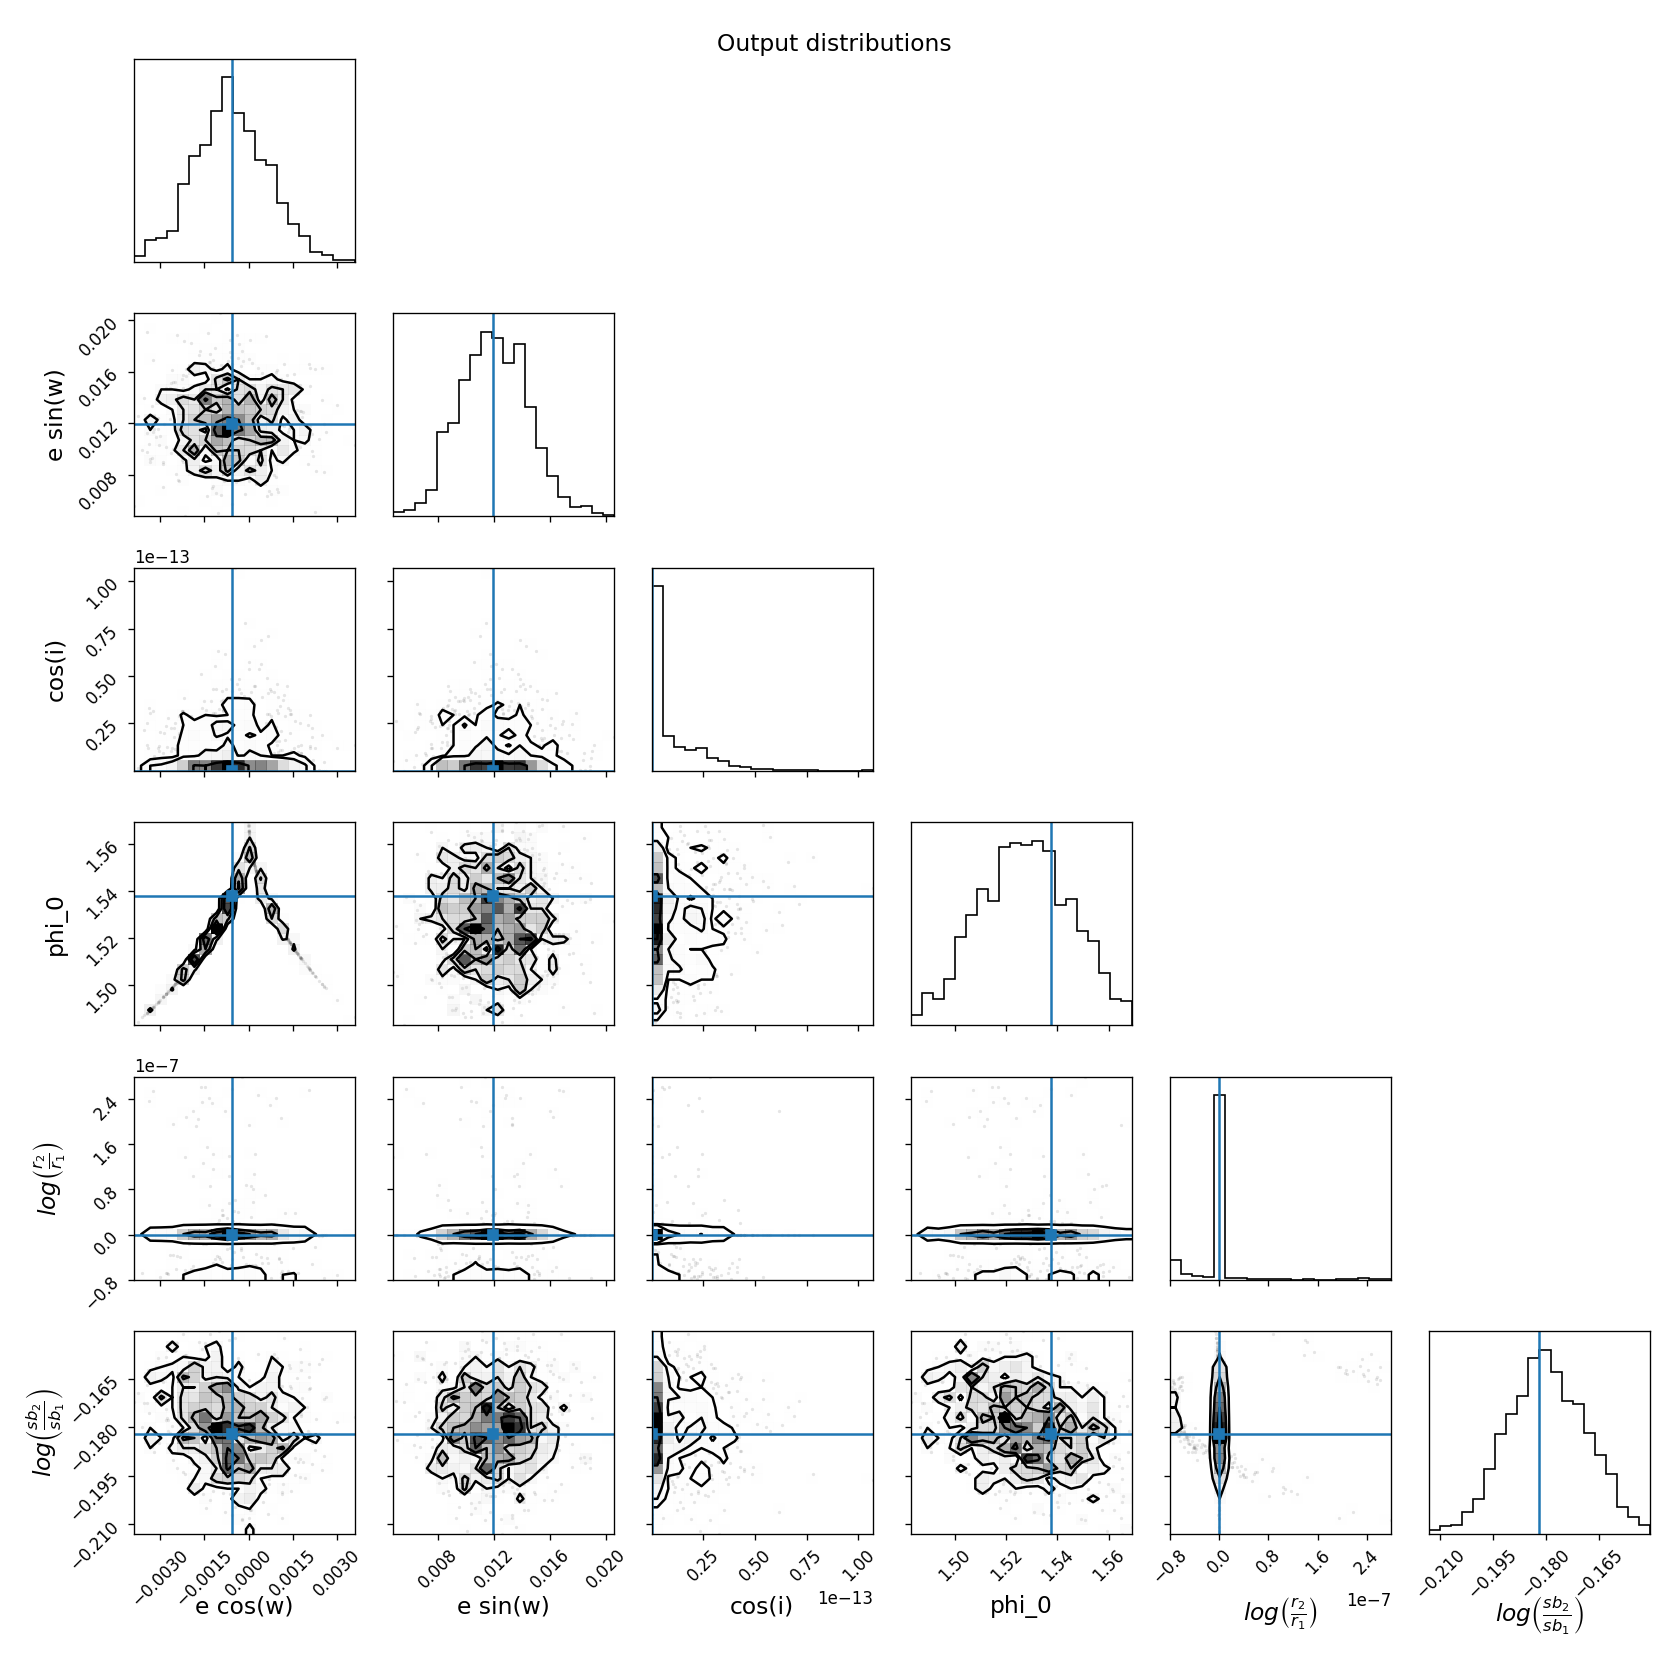 Output distributions
0.020
0.016
0.012
0.008
e sin(w)
1e−13
1.00
0.75
0.50
0.25
cos(i)
1.56
1.54
1.52
1.50
phi_0
1e−7
2.4
1.6
0.8
0.0
−0.8
log(r₂/r₁)
−0.165
−0.180
−0.195
−0.210
log(sb₂/sb₁)
−0.0030 −0.0015 0.0000 0.0015 0.0030
e cos(w)
0.008 0.012 0.016 0.020
e sin(w)
0.25 0.50 0.75 1.00
1e−13
cos(i)
1.50 1.52 1.54 1.56
phi_0
−0.8 0.0 0.8 1.6 2.4
1e−7
log(r₂/r₁)
−0.210 −0.195 −0.180 −0.165
log(sb₂/sb₁)